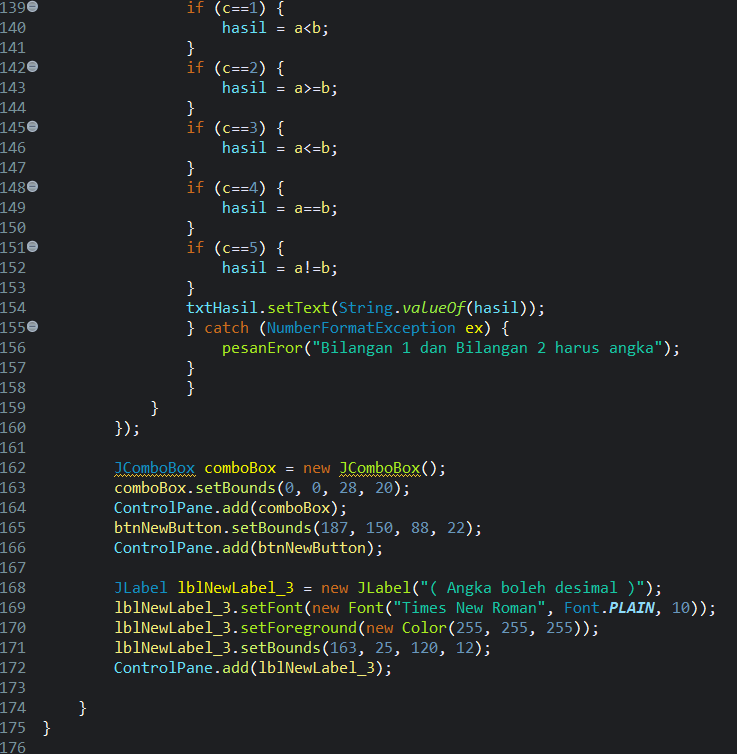 139 if (c==1) {
140 hasil = a<b;
141 }
142 if (c==2) {
143 hasil = a>=b;
144 }
145 if (c==3) {
146 hasil = a<=b;
147 }
148 if (c==4) {
149 hasil = a==b;
150 }
151 if (c==5) {
152 hasil = a!=b;
153 }
154 txtHasil.setText(String.valueOf(hasil));
155 } catch (NumberFormatException ex) {
156 pesanEror("Bilangan 1 dan Bilangan 2 harus angka");
157 }
158 }
159 }
160 });
161
162 JComboBox comboBox = new JComboBox();
163 comboBox.setBounds(0, 0, 28, 20);
164 ControlPane.add(comboBox);
165 btnNewButton.setBounds(187, 150, 88, 22);
166 ControlPane.add(btnNewButton);
167
168 JLabel lblNewLabel_3 = new JLabel("( Angka boleh desimal )");
169 lblNewLabel_3.setFont(new Font("Times New Roman", Font.PLAIN, 10));
170 lblNewLabel_3.setForeground(new Color(255, 255, 255));
171 lblNewLabel_3.setBounds(163, 25, 120, 12);
172 ControlPane.add(lblNewLabel_3);
173
174 }
175 }
176